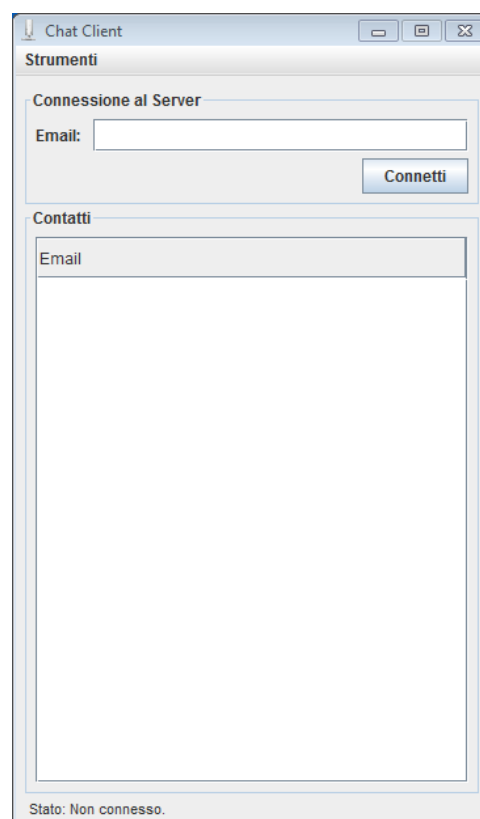 Chat Client
Strumenti
Connessione al Server
Email:
Connetti
Contatti
Email
Stato: Non connesso.